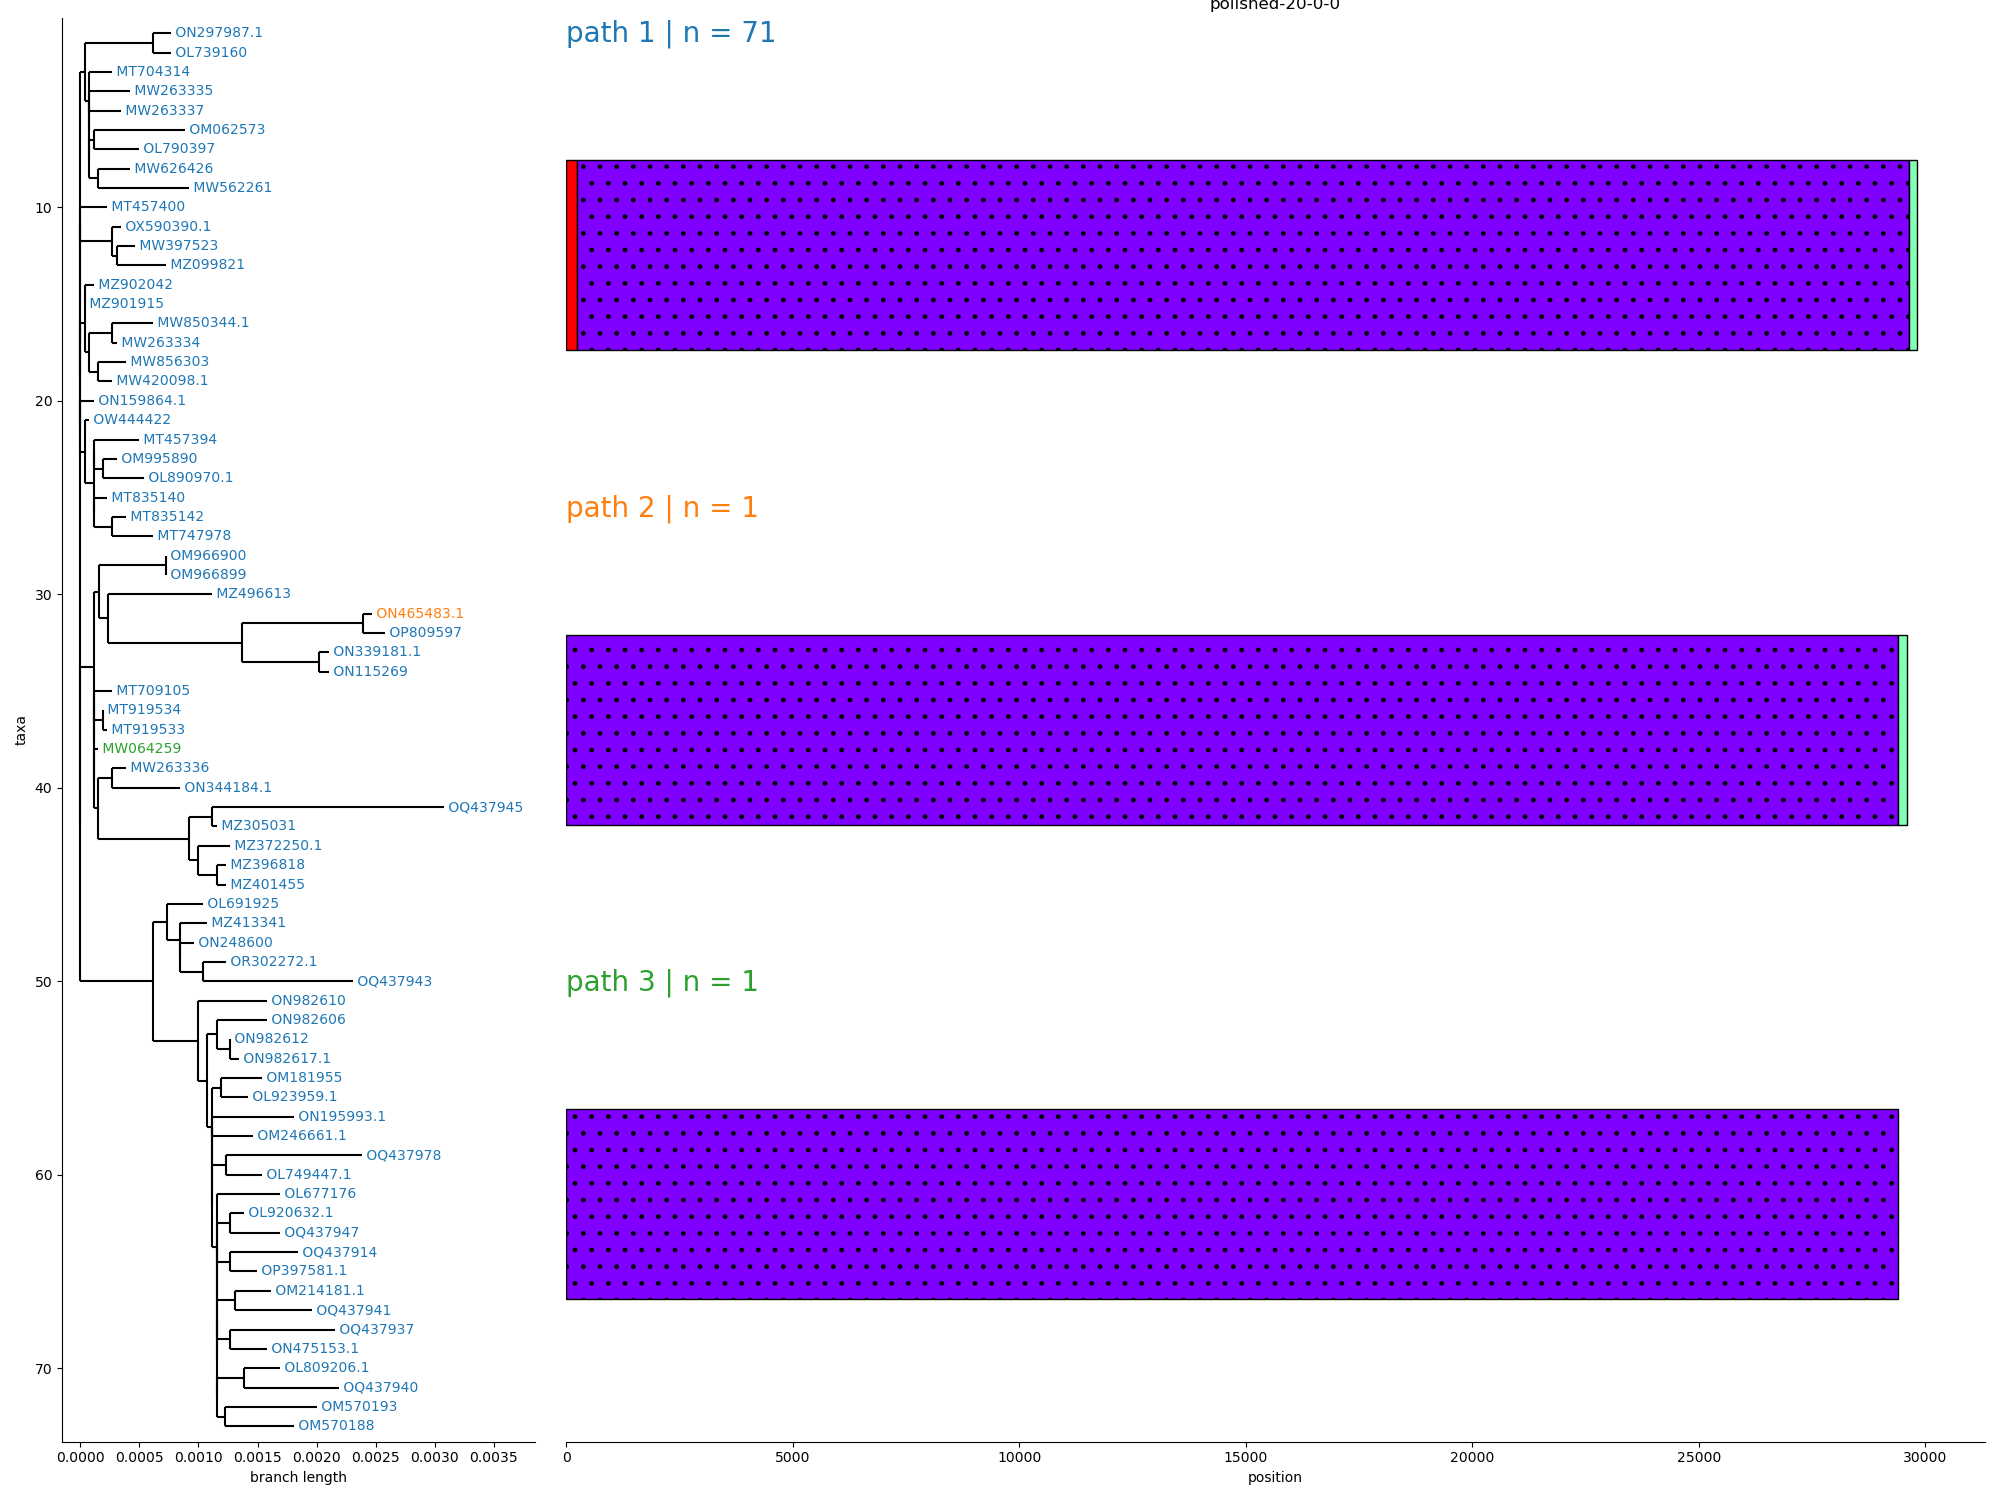 polished-20-0-0
path 1 | n = 71
path 2 | n = 1
path 3 | n = 1
ON297987.1
OL739160
MT704314
MW263335
MW263337
OM062573
OL790397
MW626426
MW562261
MT457400
OX590390.1
MW397523
MZ099821
MZ902042
MZ901915
MW850344.1
MW263334
MW856303
MW420098.1
ON159864.1
OW444422
MT457394
OM995890
OL890970.1
MT835140
MT835142
MT747978
OM966900
OM966899
MZ496613
ON465483.1
OP809597
ON339181.1
ON115269
MT709105
MT919534
MT919533
MW064259
MW263336
ON344184.1
OQ437945
MZ305031
MZ372250.1
MZ396818
MZ401455
OL691925
MZ413341
ON248600
OR302272.1
OQ437943
ON982610
ON982606
ON982612
ON982617.1
OM181955
OL923959.1
ON195993.1
OM246661.1
OQ437978
OL749447.1
OL677176
OL920632.1
OQ437947
OQ437914
OP397581.1
OM214181.1
OQ437941
OQ437937
ON475153.1
OL809206.1
OQ437940
OM570193
OM570188
10
20
30
40
50
60
70
taxa
0.0000 0.0005 0.0010 0.0015 0.0020 0.0025 0.0030 0.0035
branch length
0 5000 10000 15000 20000 25000 30000
position